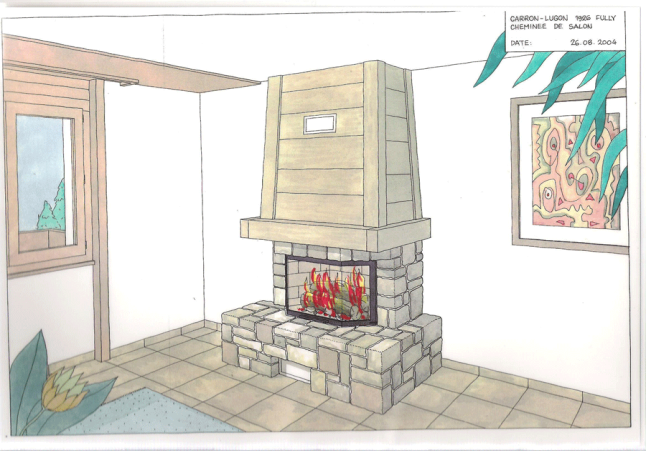 CARRON-LUGON 1926 FULLY
CHEMINEE DE SALON
DATE: 26.08.2004